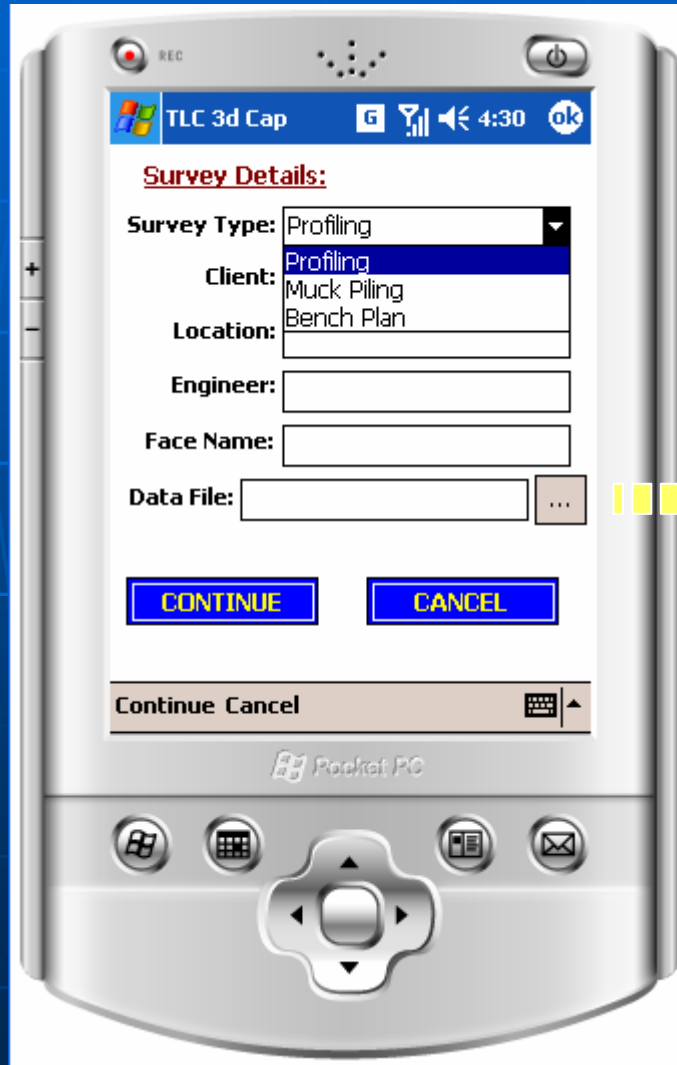 REC
TLC 3d Cap G 4:30 ok
Survey Details:
Survey Type: Profiling
Profiling
Client:
Muck Piling
Bench Plan
Location:
Engineer:
Face Name:
Data File: ...
CONTINUE CANCEL
Continue Cancel
Pocket PC
+
−